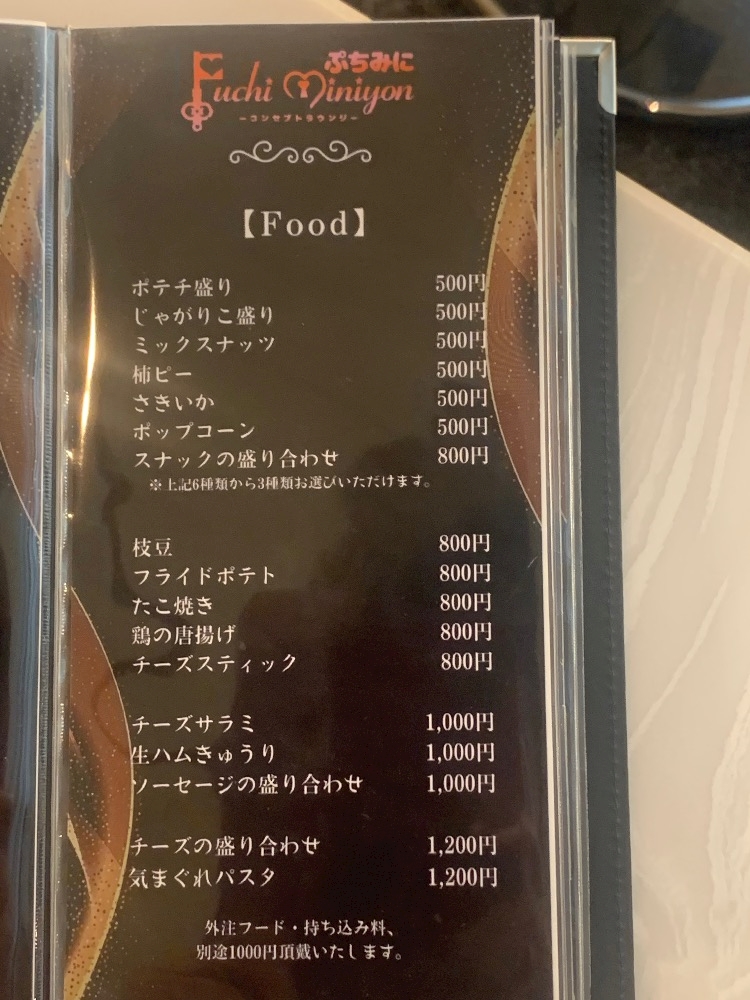 ぷちみに
Fuchi Miniyon
－コンセプトラウンジ－
【Food】
ポテチ盛り 500円
じゃがりこ盛り 500円
ミックスナッツ 500円
柿ピー 500円
さきいか 500円
ポップコーン 500円
スナックの盛り合わせ 800円
※上記6種類から3種類お選びいただけます。
枝豆 800円
フライドポテト 800円
たこ焼き 800円
鶏の唐揚げ 800円
チーズスティック 800円
チーズサラミ 1,000円
生ハムきゅうり 1,000円
ソーセージの盛り合わせ 1,000円
チーズの盛り合わせ 1,200円
気まぐれパスタ 1,200円
外注フード・持ち込み料、
別途1000円頂戴いたします。